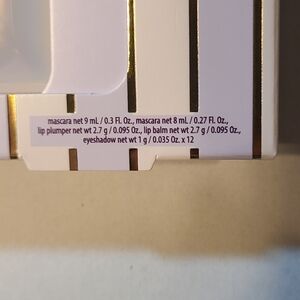 mascara net 9 mL / 0.3 Fl. Oz., mascara net 8 mL / 0.27 Fl. Oz.,
lip plumper net wt 2.7 g / 0.095 Oz., lip balm net wt 2.7 g / 0.095 Oz.,
eyeshadow net wt 1 g / 0.035 Oz. x 12